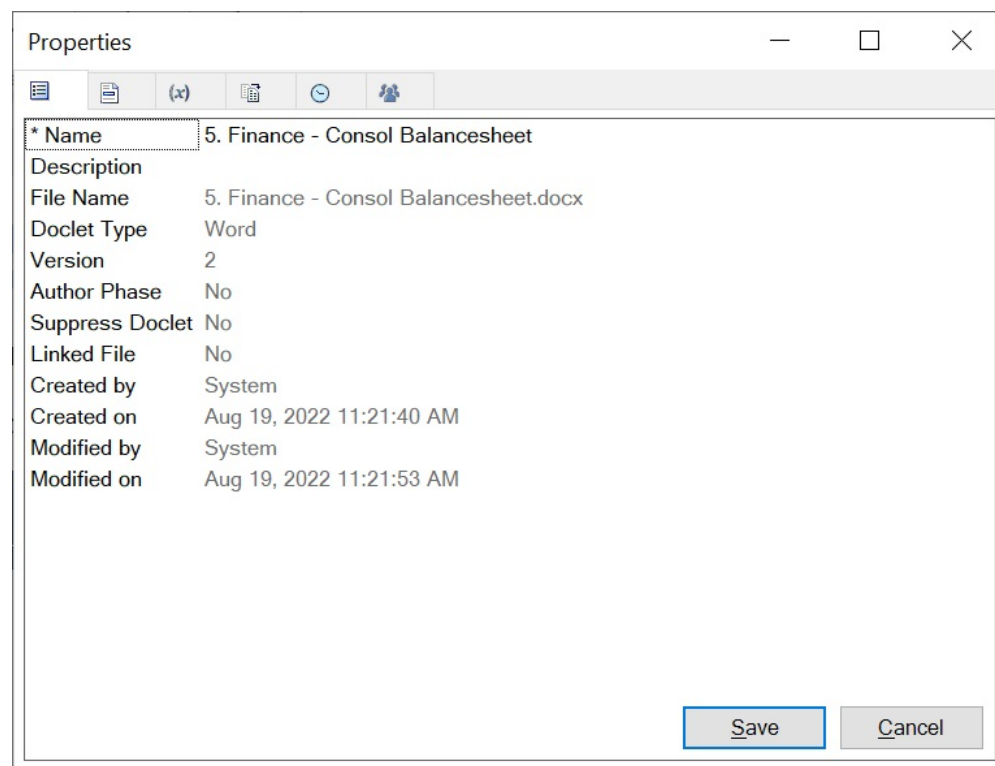 Properties
(x)
* Name 5. Finance - Consol Balancesheet
Description
File Name 5. Finance - Consol Balancesheet.docx
Doclet Type Word
Version 2
Author Phase No
Suppress Doclet No
Linked File No
Created by System
Created on Aug 19, 2022 11:21:40 AM
Modified by System
Modified on Aug 19, 2022 11:21:53 AM
Save Cancel